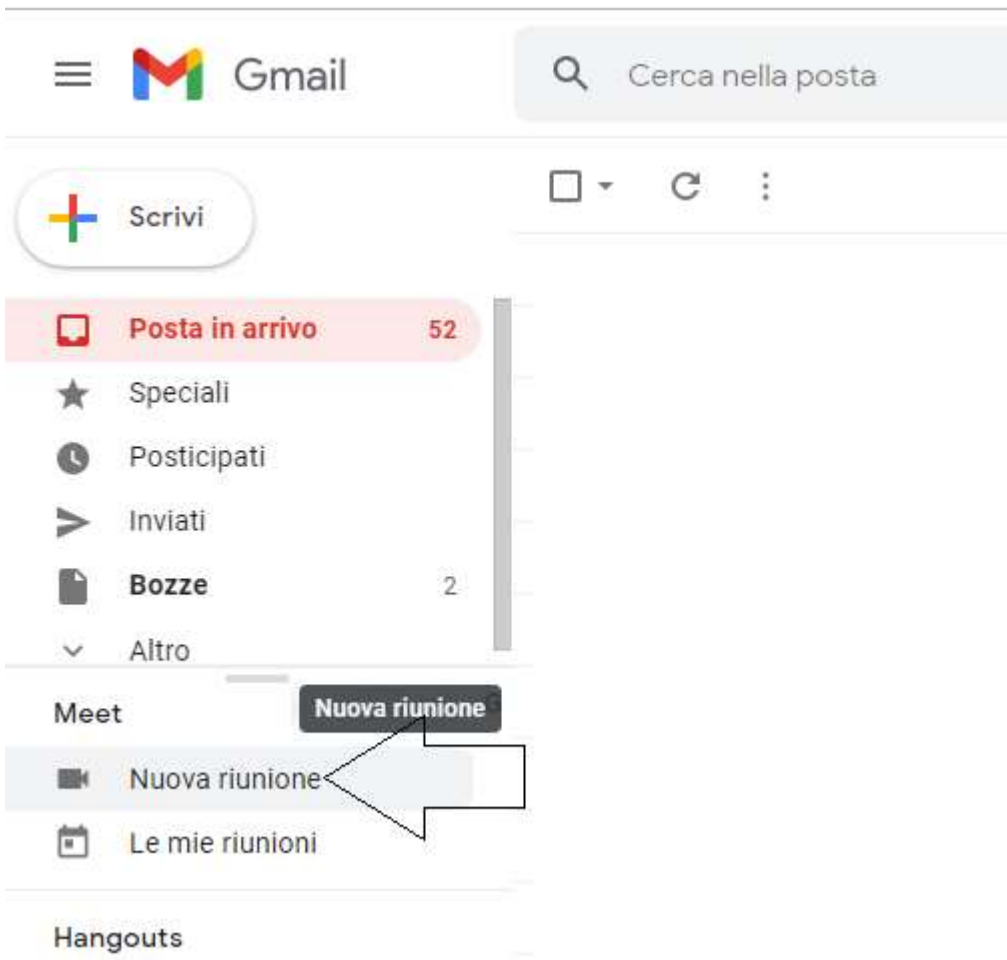 Gmail
Cerca nella posta
Scrivi
Posta in arrivo 52
Speciali
Posticipati
Inviati
Bozze 2
Altro
Meet
Nuova riunione
Nuova riunione
Le mie riunioni
Hangouts